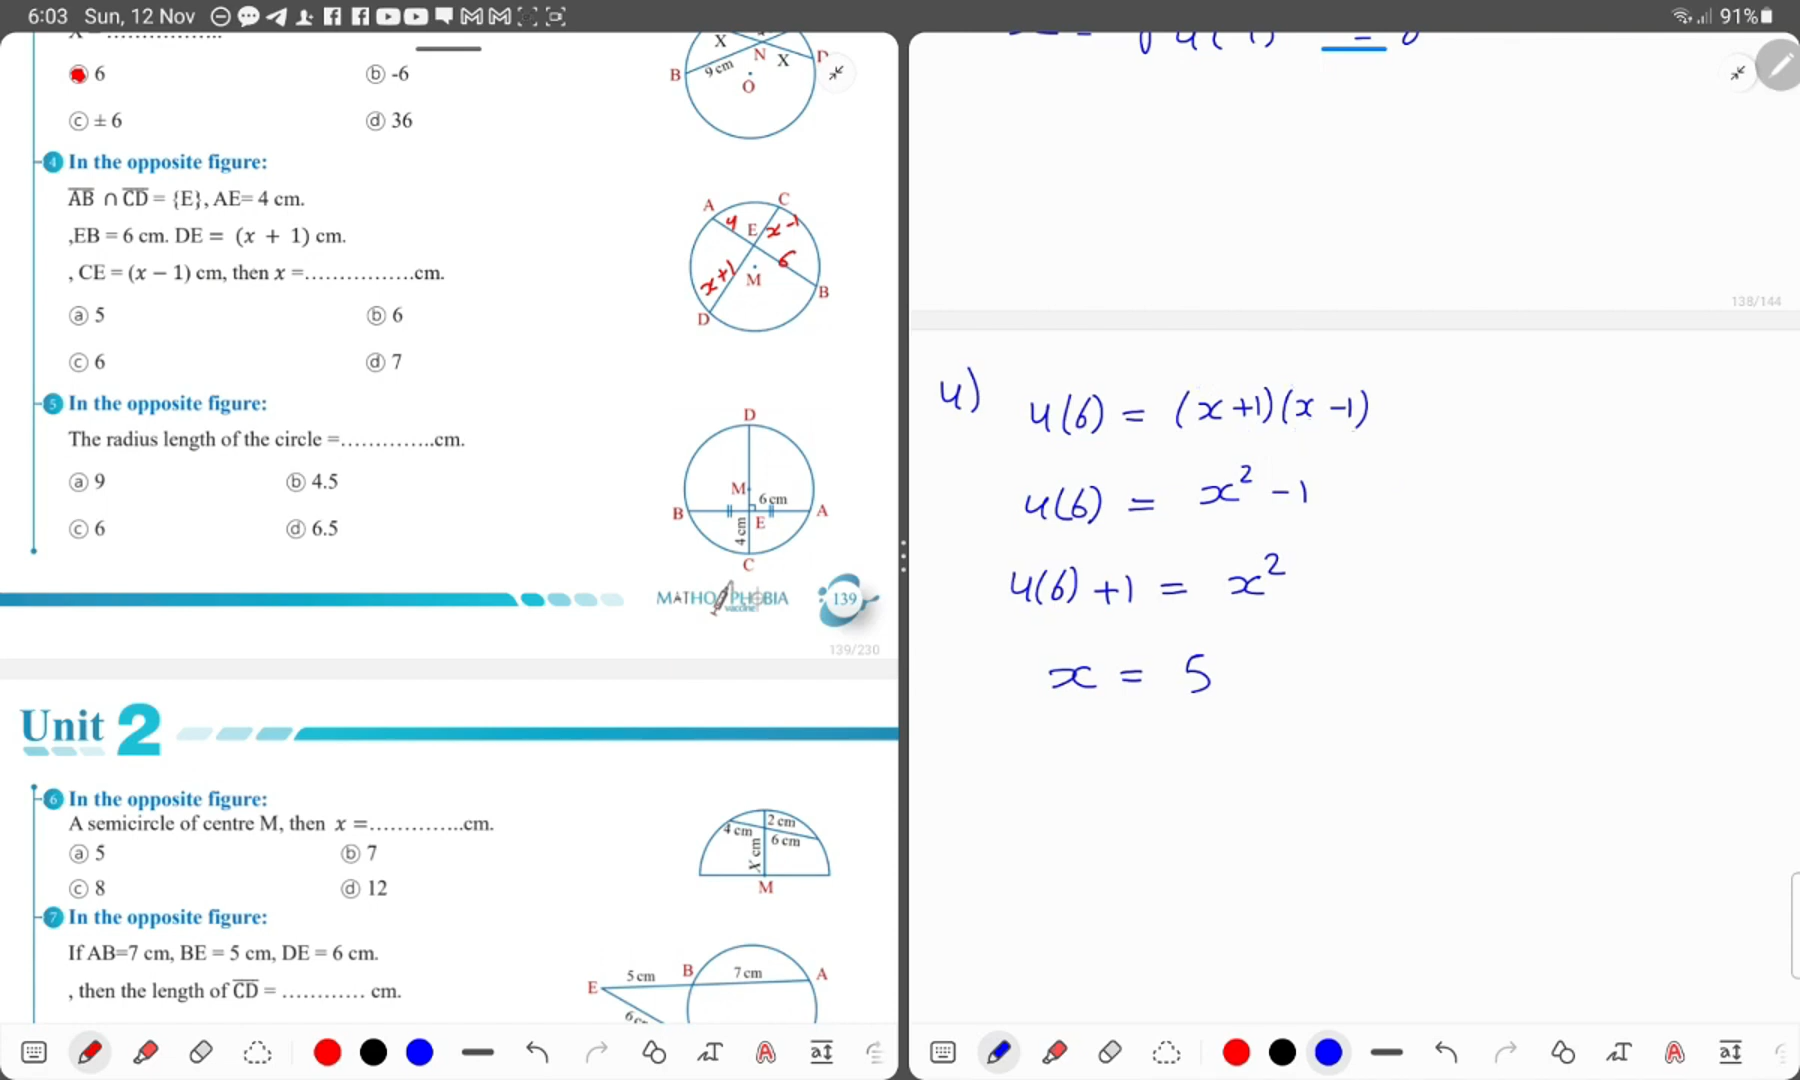 6:03 Sun, 12 Nov
91%
6
ⓑ -6
ⓒ ± 6
ⓓ 36
X
N
X
B
9 cm
O
4 In the opposite figure:
AB ∩ CD = {E}, AE= 4 cm.
,EB = 6 cm. DE = (x + 1) cm.
, CE = (x − 1) cm, then x =................cm.
ⓐ 5
ⓑ 6
ⓒ 6
ⓓ 7
A
C
4
E
x-1
x+1
6
M
B
D
5 In the opposite figure:
The radius length of the circle =..............cm.
ⓐ 9
ⓑ 4.5
ⓒ 6
ⓓ 6.5
D
M
6 cm
B
A
E
4 cm
C
MATHO PHOBIA
vaccine!
139
139/230
Unit 2
6 In the opposite figure:
A semicircle of centre M, then x =..............cm.
ⓐ 5
ⓑ 7
ⓒ 8
ⓓ 12
2 cm
4 cm
6 cm
X cm
M
7 In the opposite figure:
If AB=7 cm, BE = 5 cm, DE = 6 cm.
, then the length of CD = ............ cm.
5 cm
B
7 cm
A
E
138/144
4)
4(6) = (x+1)(x-1)
4(6) = x² -1
4(6) +1 = x²
x = 5